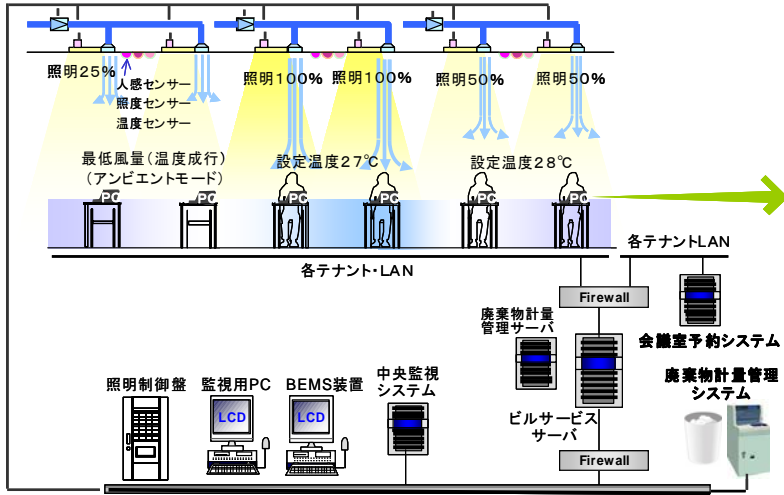 照明25%
照明100%
照明100%
照明50%
照明50%
人感センサー
照度センサー
温度センサー
最低風量(温度成行)
(アンビエントモード)
設定温度27℃
設定温度28℃
PC
PC
PC
PC
PC
PC
各テナント・LAN
各テナントLAN
Firewall
廃棄物計量
管理サーバ
会議室予約システム
照明制御盤
監視用PC
BEMS装置
中央監視
システム
LCD
LCD
ビルサービス
サーバ
廃棄物計量管理
システム
Firewall